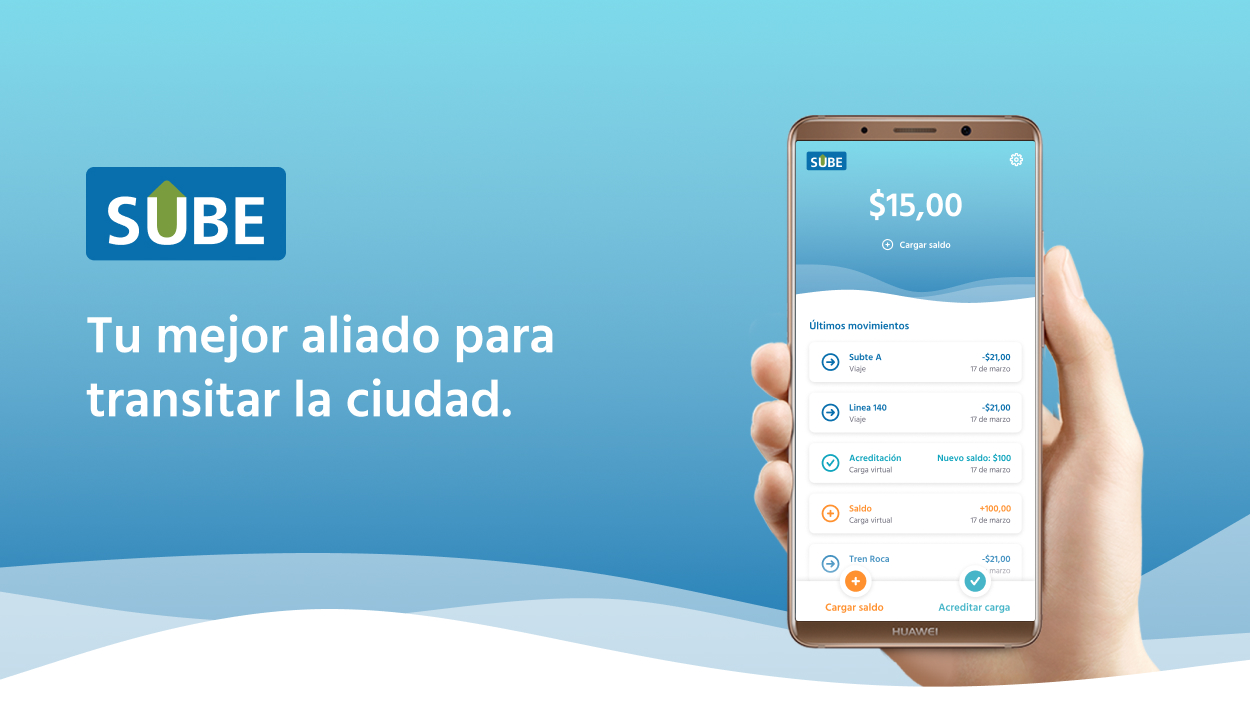 SUBE
Tu mejor aliado para
transitar la ciudad.
SUBE
$15,00
Cargar saldo
Últimos movimientos
Subte A -$21,00
Viaje 17 de marzo
Linea 140 -$21,00
Viaje 17 de marzo
Acreditación Nuevo saldo: $100
Carga virtual 17 de marzo
Saldo +100,00
Carga virtual 17 de marzo
Tren Roca -$21,00
marzo
Cargar saldo Acreditar carga
HUAWEI